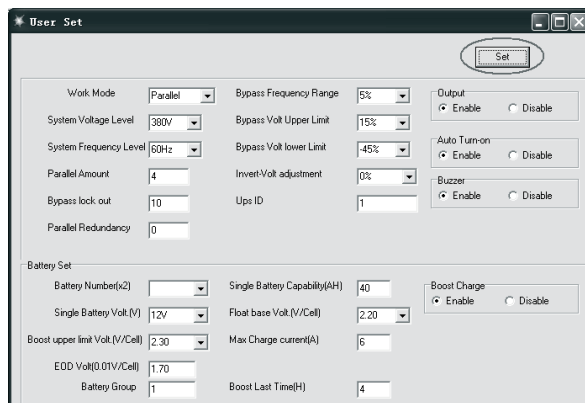 User Set
Set
Work Mode Parallel Bypass Frequency Range 5% Output
Enable Disable
System Voltage Level 380V Bypass Volt Upper Limit 15%
System Frequency Level 60Hz Bypass Volt lower Limit -45% Auto Turn-on
Enable Disable
Parallel Amount 4 Invert-Volt adjustment 0% Buzzer
Enable Disable
Bypass lock out 10 Ups ID 1
Parallel Redundancy 0
Battery Set
Battery Number(x2) Single Battery Capability(AH) 40 Boost Charge
Enable Disable
Single Battery Volt.(V) 12V Float base Volt.(V/Cell) 2.20
Boost upper limit Volt.(V/Cell) 2.30 Max Charge current(A) 6
EOD Volt(0.01V/Cell) 1.70
Battery Group 1 Boost Last Time(H) 4